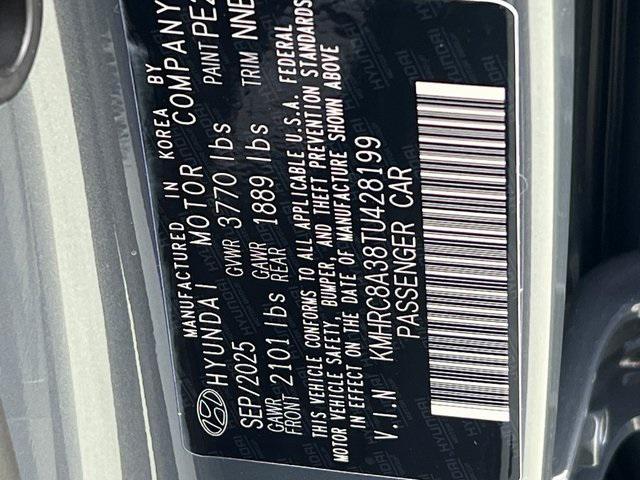 MANUFACTURED IN KOREA BY
HYUNDAI MOTOR COMPANY
SEP/2025 GVWR 3770 lbs PAINT
GAWR FRONT 2101 lbs GAWR REAR 1889 lbs TRIM
THIS VEHICLE CONFORMS TO ALL APPLICABLE U.S.A. FEDERAL
MOTOR VEHICLE SAFETY, BUMPER, AND THEFT PREVENTION STANDARDS
IN EFFECT ON THE DATE OF MANUFACTURE SHOWN ABOVE
V.I.N KMHRC8A38TU428199
PASSENGER CAR